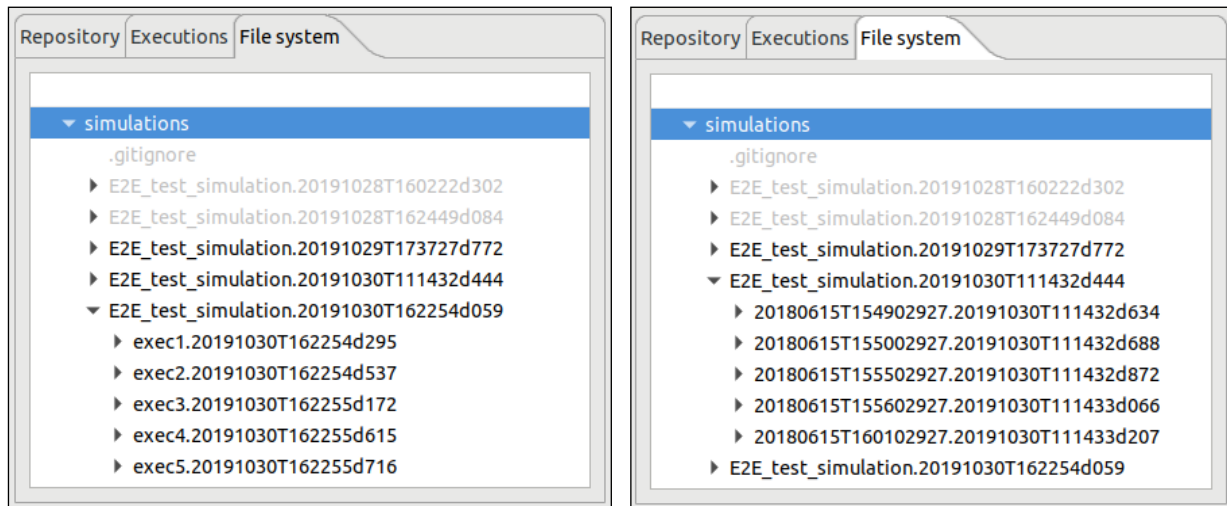 Repository Executions File system
simulations
.gitignore
E2E_test_simulation.20191028T160222d302
E2E_test_simulation.20191028T162449d084
E2E_test_simulation.20191029T173727d772
E2E_test_simulation.20191030T111432d444
E2E_test_simulation.20191030T162254d059
exec1.20191030T162254d295
exec2.20191030T162254d537
exec3.20191030T162255d172
exec4.20191030T162255d615
exec5.20191030T162255d716
Repository Executions File system
simulations
.gitignore
E2E_test_simulation.20191028T160222d302
E2E_test_simulation.20191028T162449d084
E2E_test_simulation.20191029T173727d772
E2E_test_simulation.20191030T111432d444
20180615T154902927.20191030T111432d634
20180615T155002927.20191030T111432d688
20180615T155502927.20191030T111432d872
20180615T155602927.20191030T111433d066
20180615T160102927.20191030T111433d207
E2E_test_simulation.20191030T162254d059